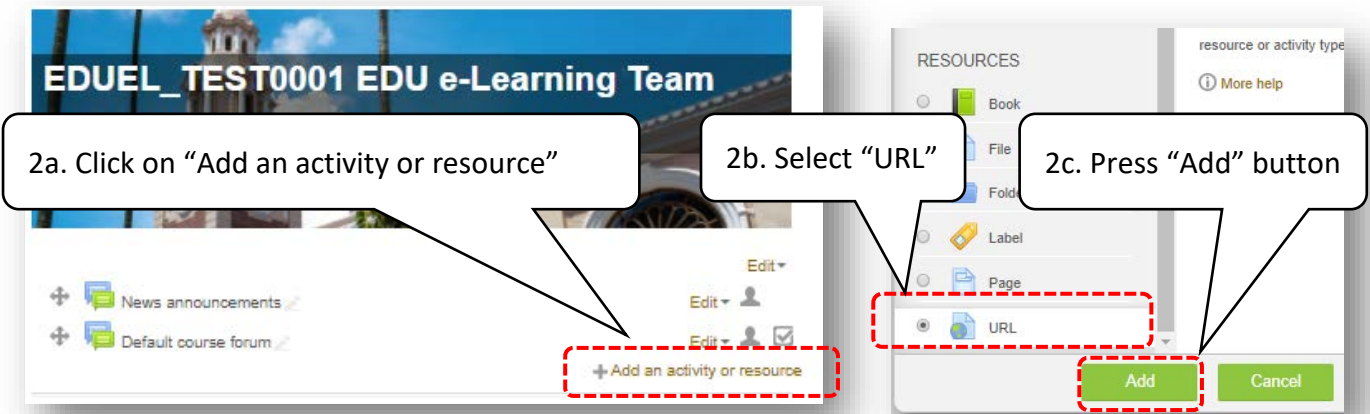 EDUEL_TEST0001 EDU e-Learning Team
2a. Click on “Add an activity or resource”
Edit
News announcements
Edit
Default course forum
Edit
Add an activity or resource
resource or activity type
RESOURCES
More help
Book
2b. Select “URL”
2c. Press “Add” button
File
Label
Page
URL
Add
Cancel